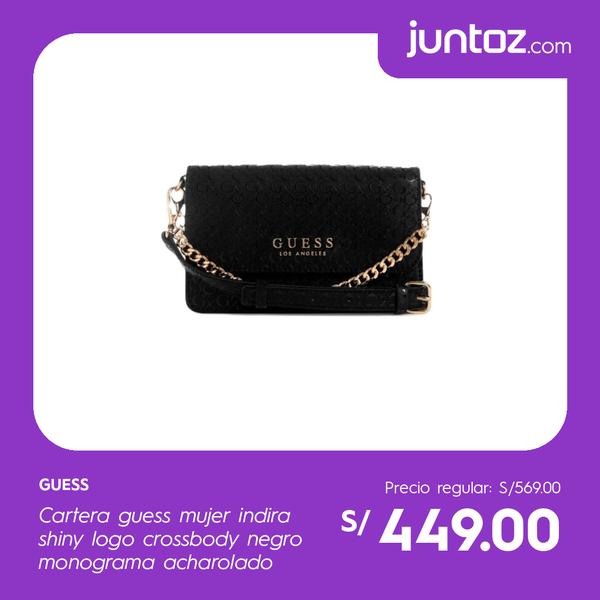 juntoz.com
GUESS
LOS ANGELES
GUESS
Cartera guess mujer indira
shiny logo crossbody negro
monograma acharolado
Precio regular: S/569.00
S/ 449.00